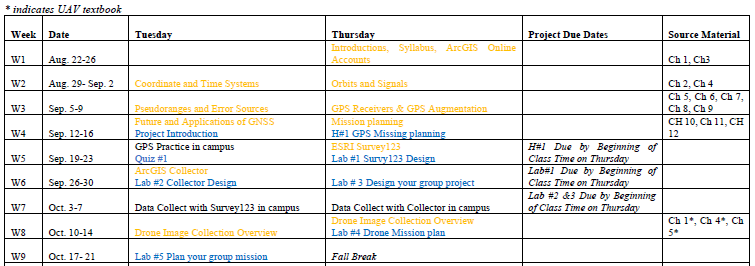 * indicates UAV textbook
Week Date Tuesday Thursday Project Due Dates Source Material
Introductions, Syllabus, ArcGIS Online
W1 Aug. 22-26 Accounts Ch 1, Ch3
W2 Aug. 29- Sep. 2 Coordinate and Time Systems Orbits and Signals Ch 2, Ch 4
Ch 5, Ch 6, Ch 7,
W3 Sep. 5-9 Pseudoranges and Error Sources GPS Receivers & GPS Augmentation Ch 8, Ch 9
Future and Applications of GNSS Mission planning CH 10, Ch 11, CH
W4 Sep. 12-16 Project Introduction H#1 GPS Missing planning 12
GPS Practice in campus ESRI Survey123 H#1 Due by Beginning of
W5 Sep. 19-23 Quiz #1 Lab #1 Survy123 Design Class Time on Thursday
ArcGIS Collector Lab#1 Due by Beginning of
W6 Sep. 26-30 Lab #2 Collector Design Lab # 3 Design your group project Class Time on Thursday
Lab #2 &3 Due by Beginning
W7 Oct. 3-7 Data Collect with Survey123 in campus Data Collect with Collector in campus of Class Time on Thursday
Drone Image Collection Overview Ch 1*, Ch 4*, Ch
W8 Oct. 10-14 Drone Image Collection Overview Lab #4 Drone Mission plan 5*
W9 Oct. 17- 21 Lab #5 Plan your group mission Fall Break